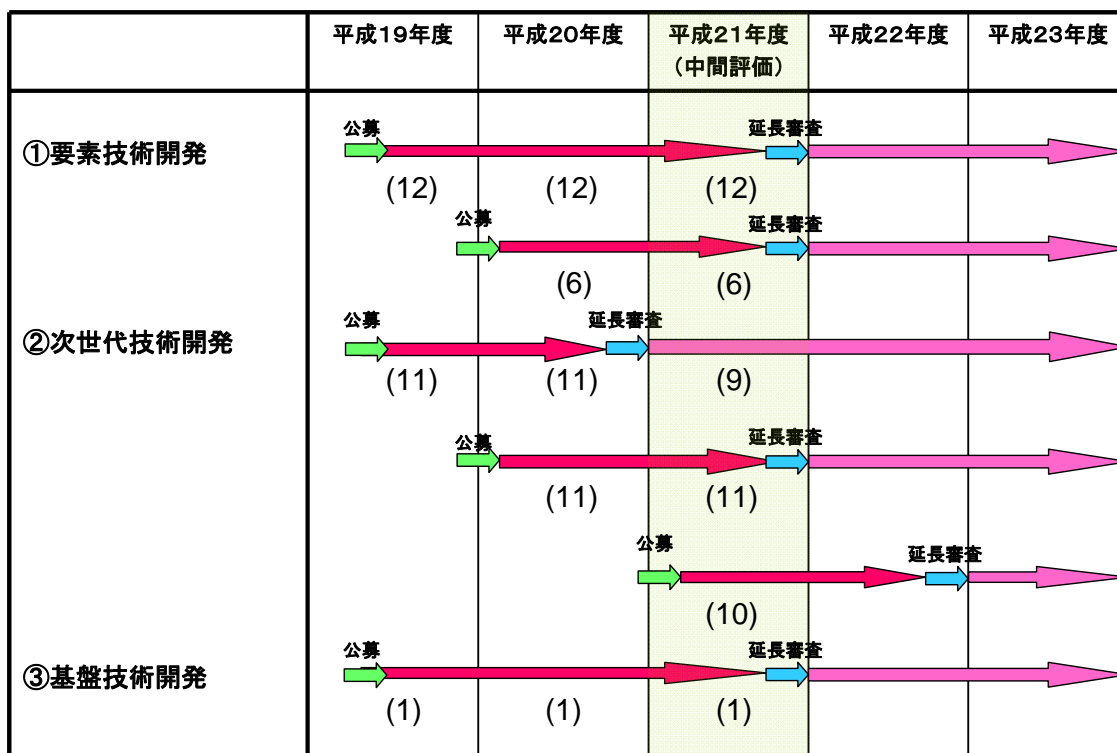 平成19年度
平成20年度
平成21年度
(中間評価)
平成22年度
平成23年度
①要素技術開発
公募
延長審査
(12)
(12)
(12)
公募
延長審査
(6)
(6)
②次世代技術開発
公募
延長審査
(11)
(11)
(9)
公募
延長審査
(11)
(11)
公募
延長審査
(10)
③基盤技術開発
公募
延長審査
(1)
(1)
(1)